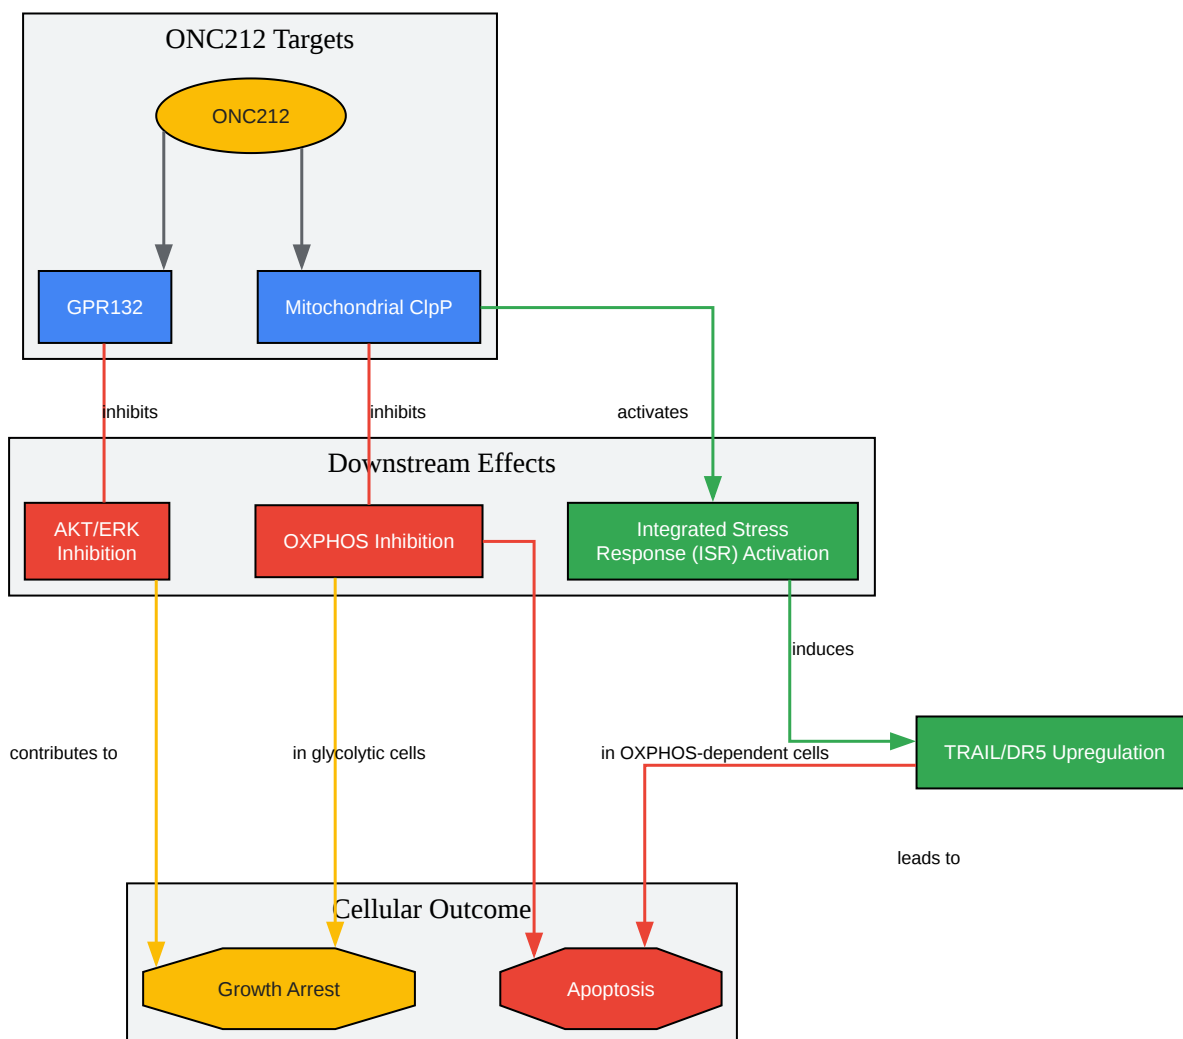 ONC212 Targets
ONC212
GPR132
Mitochondrial ClpP
inhibits
inhibits
activates
Downstream Effects
AKT/ERK
Inhibition
OXPHOS Inhibition
Integrated Stress
Response (ISR) Activation
induces
contributes to
in glycolytic cells
in OXPHOS-dependent cells
TRAIL/DR5 Upregulation
leads to
Cellular Outcome
Growth Arrest
Apoptosis